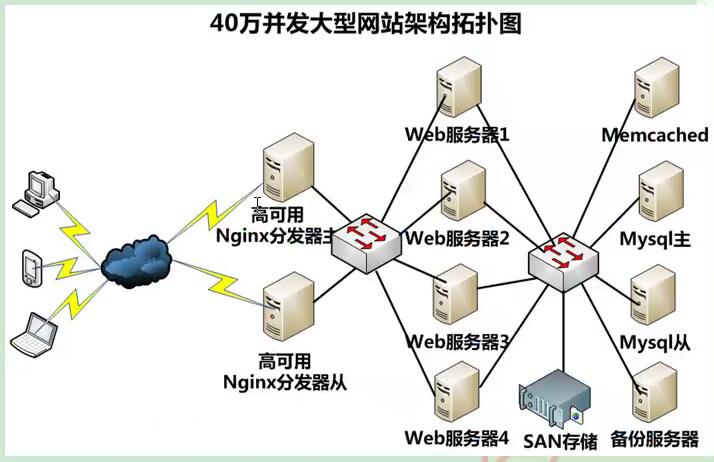 40万并发大型网站架构拓扑图
Web服务器1
Memcached
高可用
Nginx分发器主
Web服务器2
Mysql主
Web服务器3
Mysql从
高可用
Nginx分发器从
Web服务器4
SAN存储
备份服务器